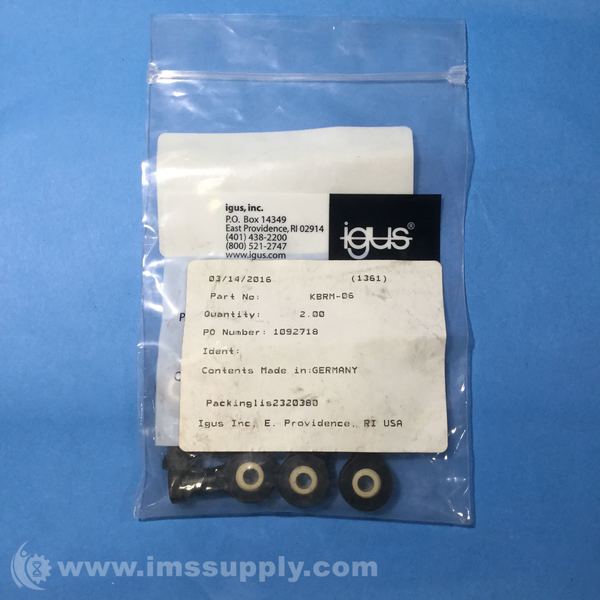 igus, inc.
P.O. Box 14349
East Providence, RI 02914
(401) 438-2200
(800) 521-2747
www.igus.com
igus®
03/14/2016 (1361)
Part No: KBRM-06
Quantity: 2.00
PO Number: 1092718
Ident:
Contents Made in:GERMANY
Packinglis2320380
Igus Inc, E. Providence, RI USA
P
www.imssupply.com